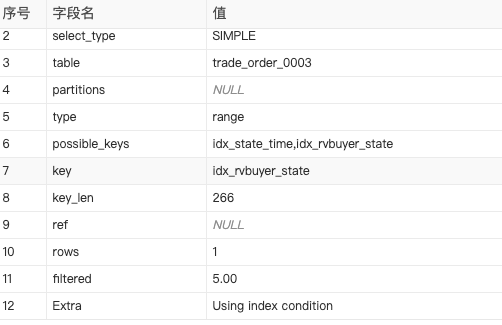 序号 字段名 值
2 select_type SIMPLE
3 table trade_order_0003
4 partitions NULL
5 type range
6 possible_keys idx_state_time,idx_rvbuyer_state
7 key idx_rvbuyer_state
8 key_len 266
9 ref NULL
10 rows 1
11 filtered 5.00
12 Extra Using index condition